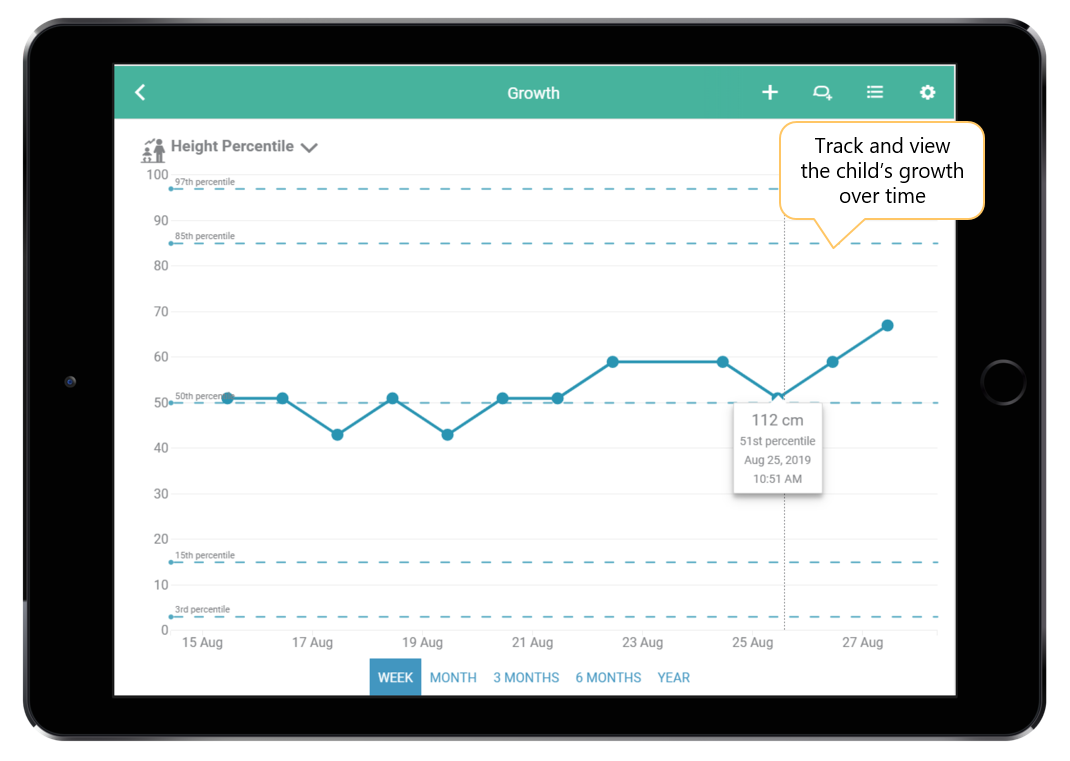 Growth
Height Percentile
Track and view
the child's growth
over time
100
97th percentile
90
85th percentile
80
70
60
50th percentile
50
40
30
20
15th percentile
10
3rd percentile
0
112 cm
51st percentile
Aug 25, 2019
10:51 AM
15 Aug 17 Aug 19 Aug 21 Aug 23 Aug 25 Aug 27 Aug
WEEK MONTH 3 MONTHS 6 MONTHS YEAR